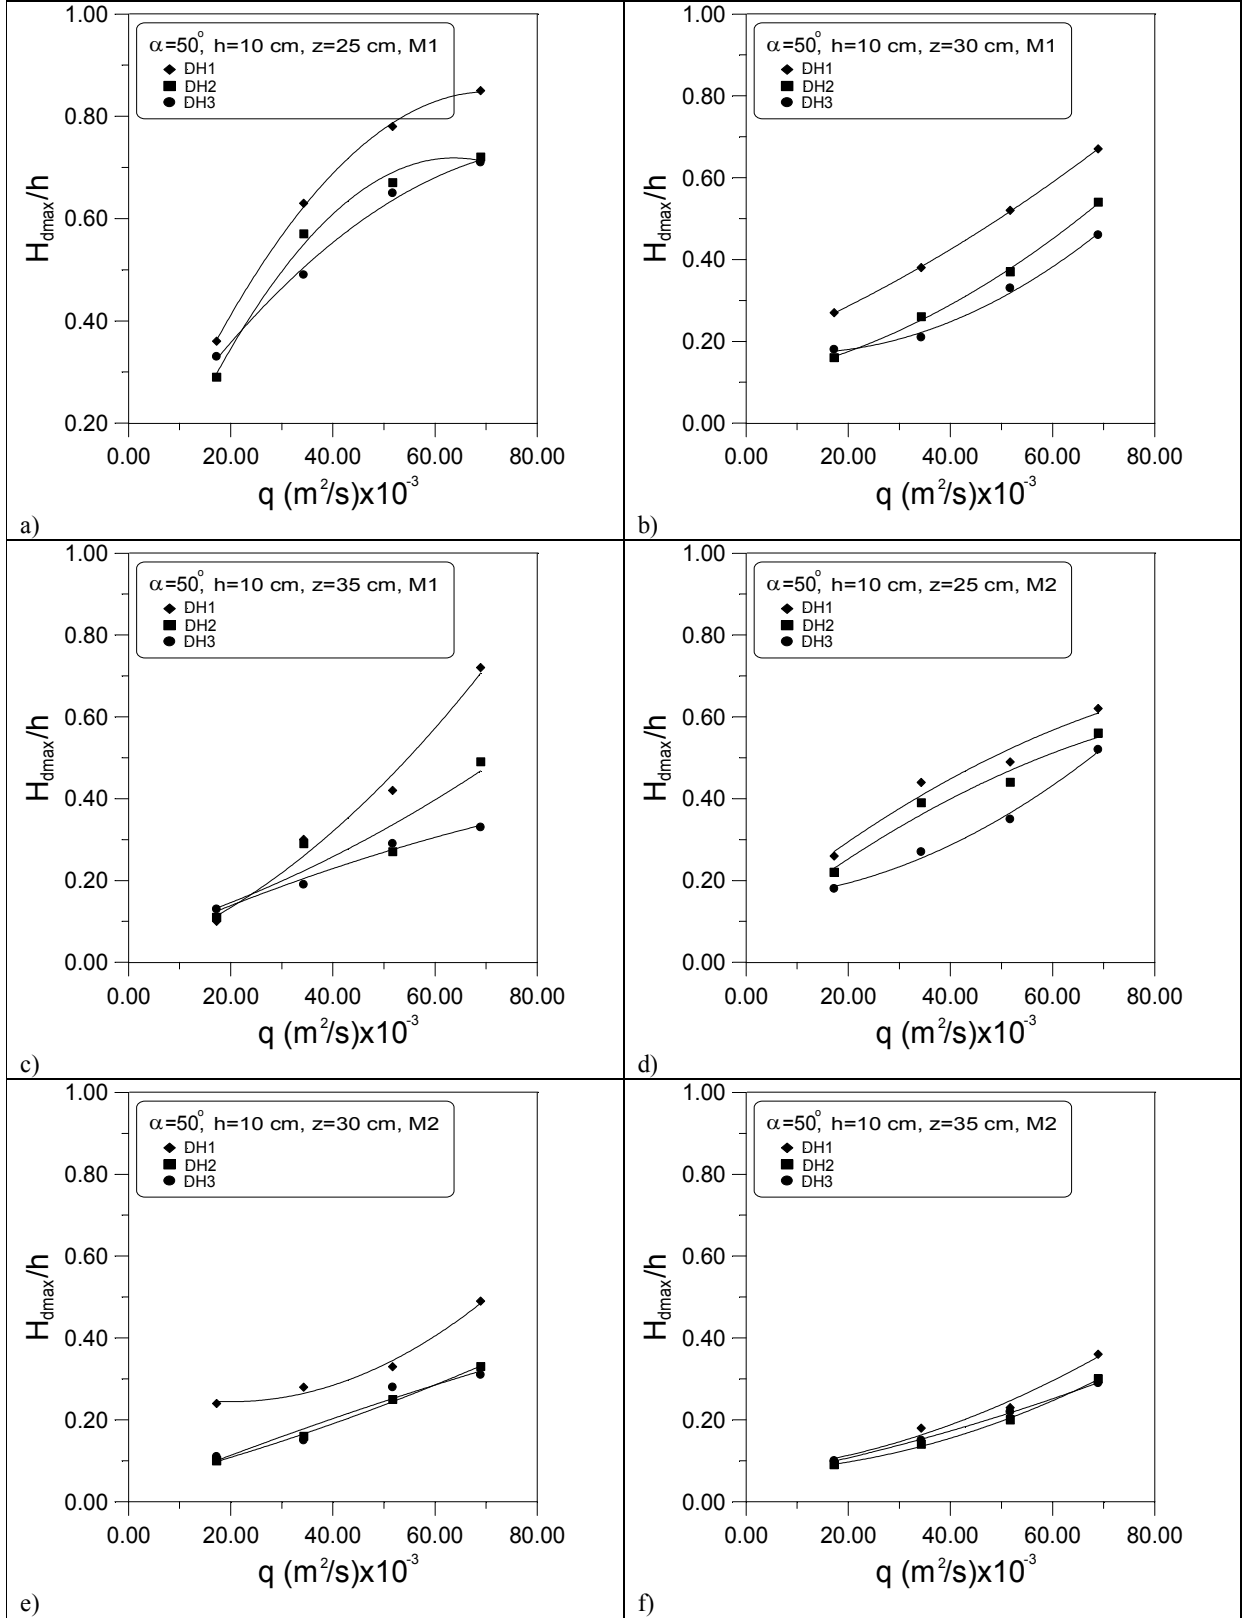 1.00
α=50°, h=10 cm, z=25 cm, M1
DH1
DH2
DH3
0.80
0.60
0.40
0.20
H_dmax/h
0.00 20.00 40.00 60.00 80.00
q (m²/s)x10⁻³
a)
1.00
α=50°, h=10 cm, z=30 cm, M1
DH1
DH2
DH3
0.80
0.60
0.40
0.20
0.00
H_dmax/h
0.00 20.00 40.00 60.00 80.00
q (m²/s)x10⁻³
b)
1.00
α=50°, h=10 cm, z=35 cm, M1
DH1
DH2
DH3
0.80
0.60
0.40
0.20
0.00
H_dmax/h
0.00 20.00 40.00 60.00 80.00
q (m²/s)x10⁻³
c)
1.00
α=50°, h=10 cm, z=25 cm, M2
DH1
DH2
DH3
0.80
0.60
0.40
0.20
0.00
H_dmax/h
0.00 20.00 40.00 60.00 80.00
q (m²/s)x10⁻³
d)
1.00
α=50°, h=10 cm, z=30 cm, M2
DH1
DH2
DH3
0.80
0.60
0.40
0.20
0.00
H_dmax/h
0.00 20.00 40.00 60.00 80.00
q (m²/s)x10⁻³
e)
1.00
α=50°, h=10 cm, z=35 cm, M2
DH1
DH2
DH3
0.80
0.60
0.40
0.20
0.00
H_dmax/h
0.00 20.00 40.00 60.00 80.00
q (m²/s)x10⁻³
f)